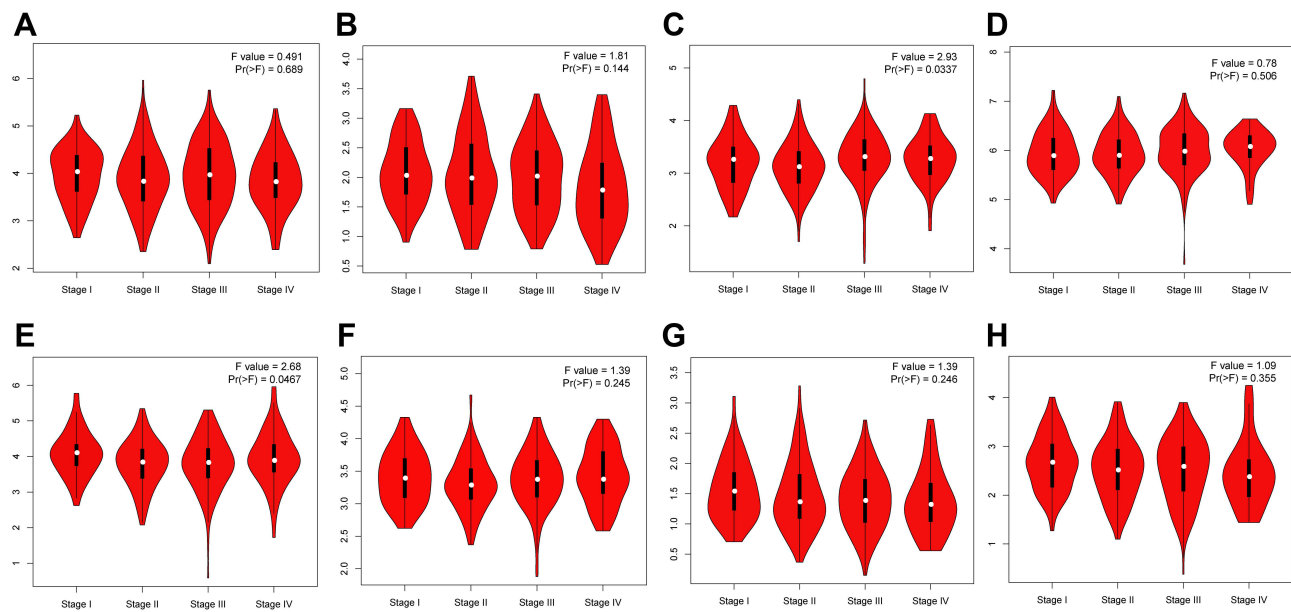 A
F value = 0.491
Pr(>F) = 0.689
6
5
4
3
2
Stage I Stage II Stage III Stage IV
B
F value = 1.81
Pr(>F) = 0.144
4.0
3.5
3.0
2.5
2.0
1.5
1.0
0.5
Stage I Stage II Stage III Stage IV
C
F value = 2.93
Pr(>F) = 0.0337
5
4
3
2
1
Stage I Stage II Stage III Stage IV
D
F value = 0.78
Pr(>F) = 0.506
8
7
6
5
4
Stage I Stage II Stage III Stage IV
E
F value = 2.68
Pr(>F) = 0.0467
6
5
4
3
2
1
Stage I Stage II Stage III Stage IV
F
F value = 1.39
Pr(>F) = 0.245
5.0
4.5
4.0
3.5
3.0
2.5
2.0
Stage I Stage II Stage III Stage IV
G
F value = 1.39
Pr(>F) = 0.246
3.5
3.0
2.5
2.0
1.5
1.0
0.5
Stage I Stage II Stage III Stage IV
H
F value = 1.09
Pr(>F) = 0.355
4
3
2
1
Stage I Stage II Stage III Stage IV